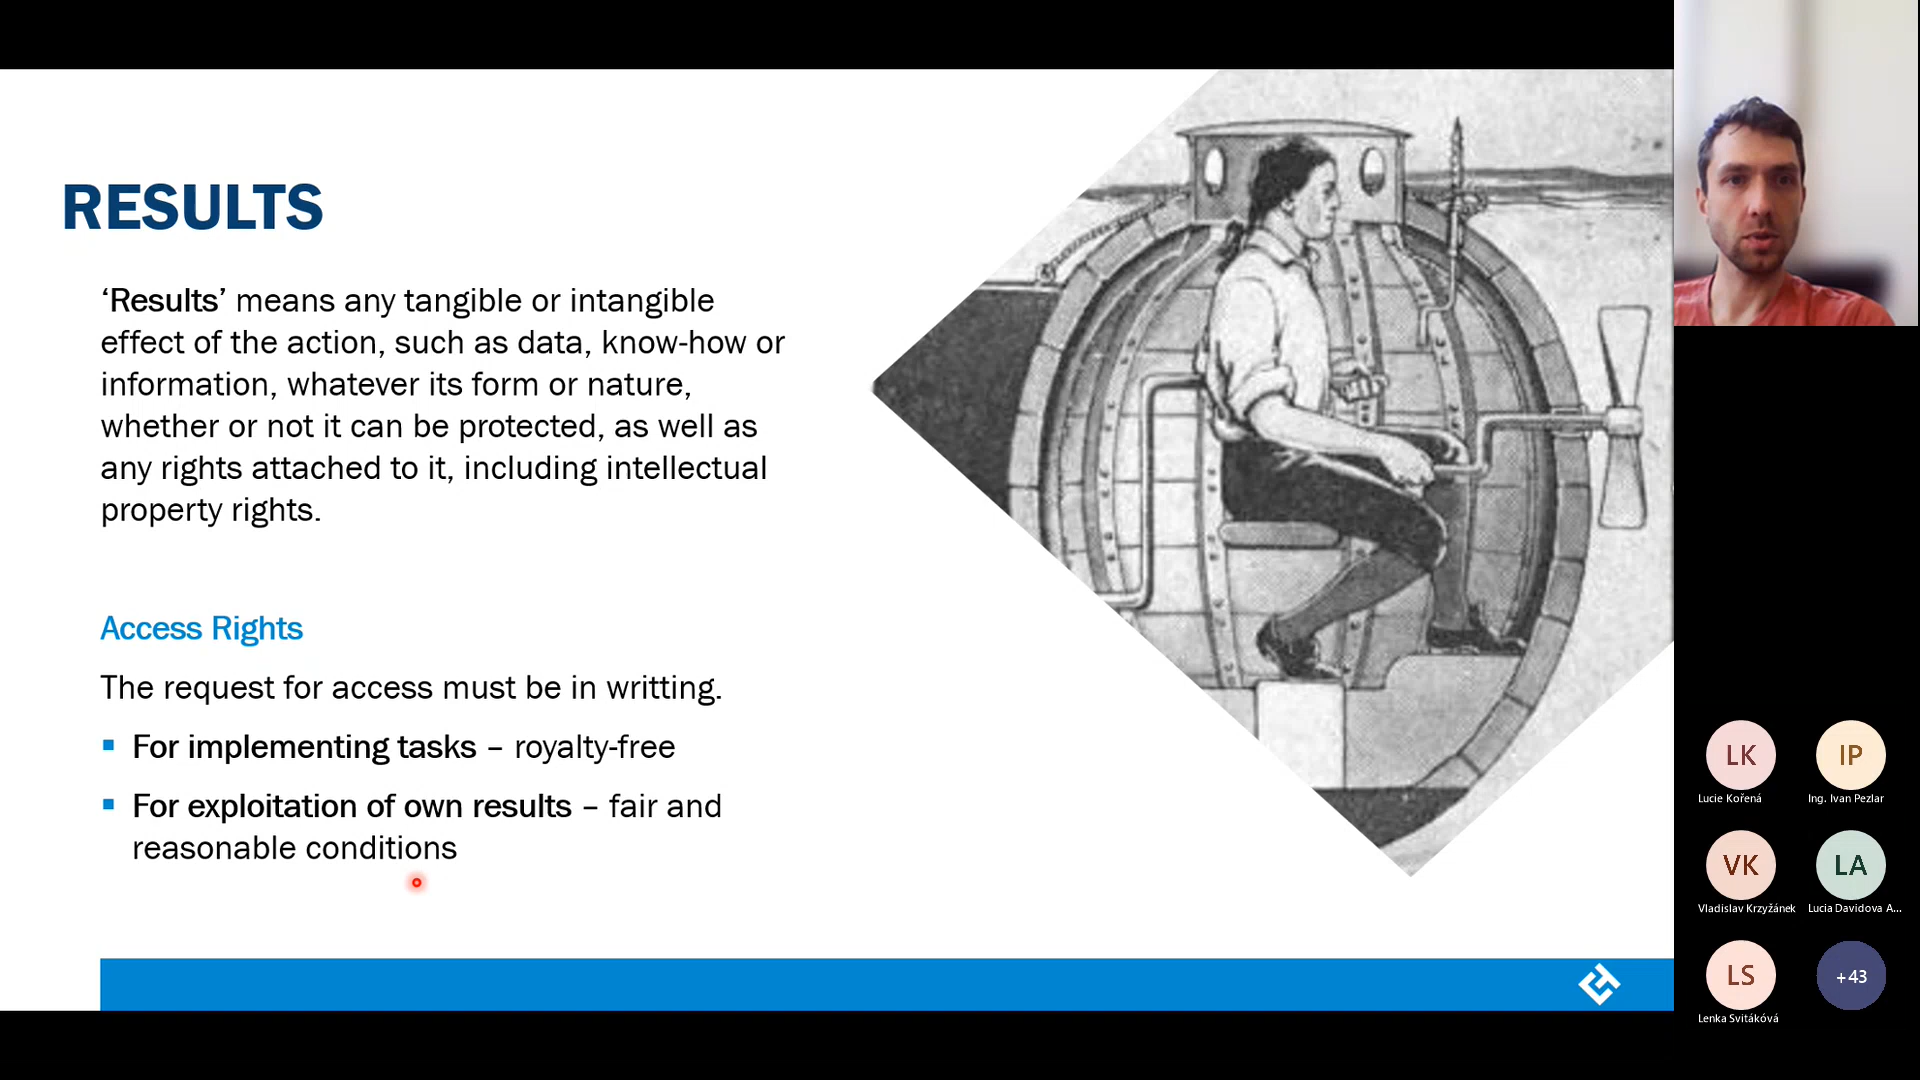 RESULTS
‘Results’ means any tangible or intangible
effect of the action, such as data, know-how or
information, whatever its form or nature,
whether or not it can be protected, as well as
any rights attached to it, including intellectual
property rights.
Access Rights
The request for access must be in writting.
For implementing tasks – royalty-free
For exploitation of own results – fair and
reasonable conditions
LK
IP
Lucie Kořená
Ing. Ivan Pezlar
VK
LA
Vladislav Krzyžánek
Lucia Davidova A...
LS
+43
Lenka Svitáková